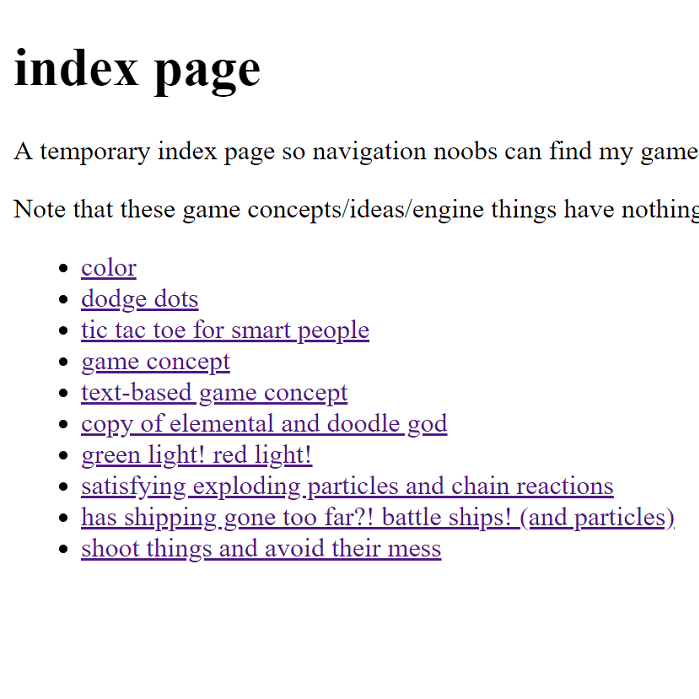 index page
A temporary index page so navigation noobs can find my game
Note that these game concepts/ideas/engine things have nothing
color
dodge dots
tic tac toe for smart people
game concept
text-based game concept
copy of elemental and doodle god
green light! red light!
satisfying exploding particles and chain reactions
has shipping gone too far?! battle ships! (and particles)
shoot things and avoid their mess